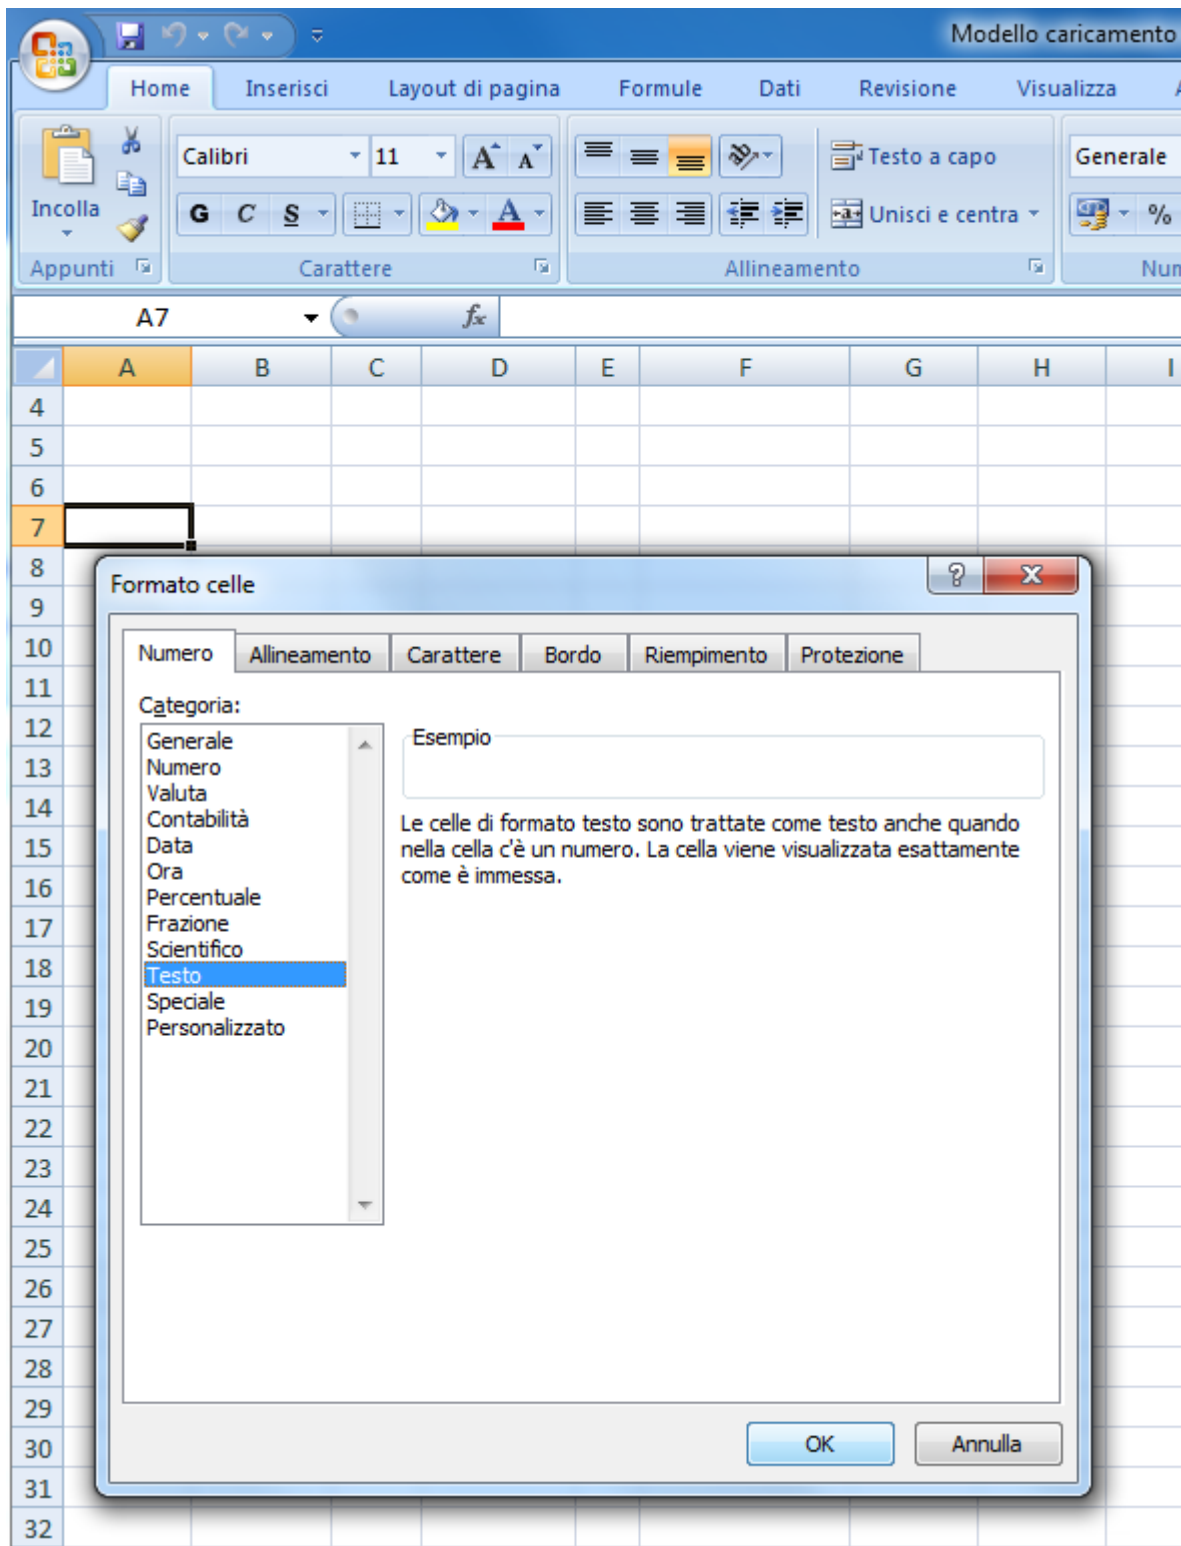 Modello caricamento
Home Inserisci Layout di pagina Formule Dati Revisione Visualizza
Calibri 11 A A Testo a capo Generale
Incolla G C S A Unisci e centra %
Appunti Carattere Allineamento Num
A7 fx
A B C D E F G H I
4
5
6
7
8
9
10
11
12
13
14
15
16
17
18
19
20
21
22
23
24
25
26
27
28
29
30
31
32
Formato celle
Numero Allineamento Carattere Bordo Riempimento Protezione
Categoria:
Generale
Numero
Valuta
Contabilità
Data
Ora
Percentuale
Frazione
Scientifico
Testo
Speciale
Personalizzato
Esempio
Le celle di formato testo sono trattate come testo anche quando
nella cella c'è un numero. La cella viene visualizzata esattamente
come è immessa.
OK Annulla